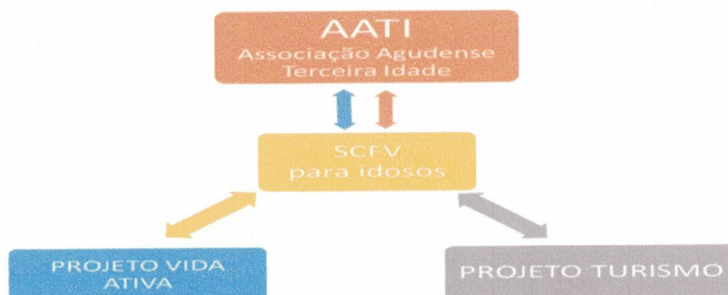 AATI
Associação Agudense
Terceira Idade
SCFV
para idosos
PROJETO VIDA
ATIVA
PROJETO TURISMO